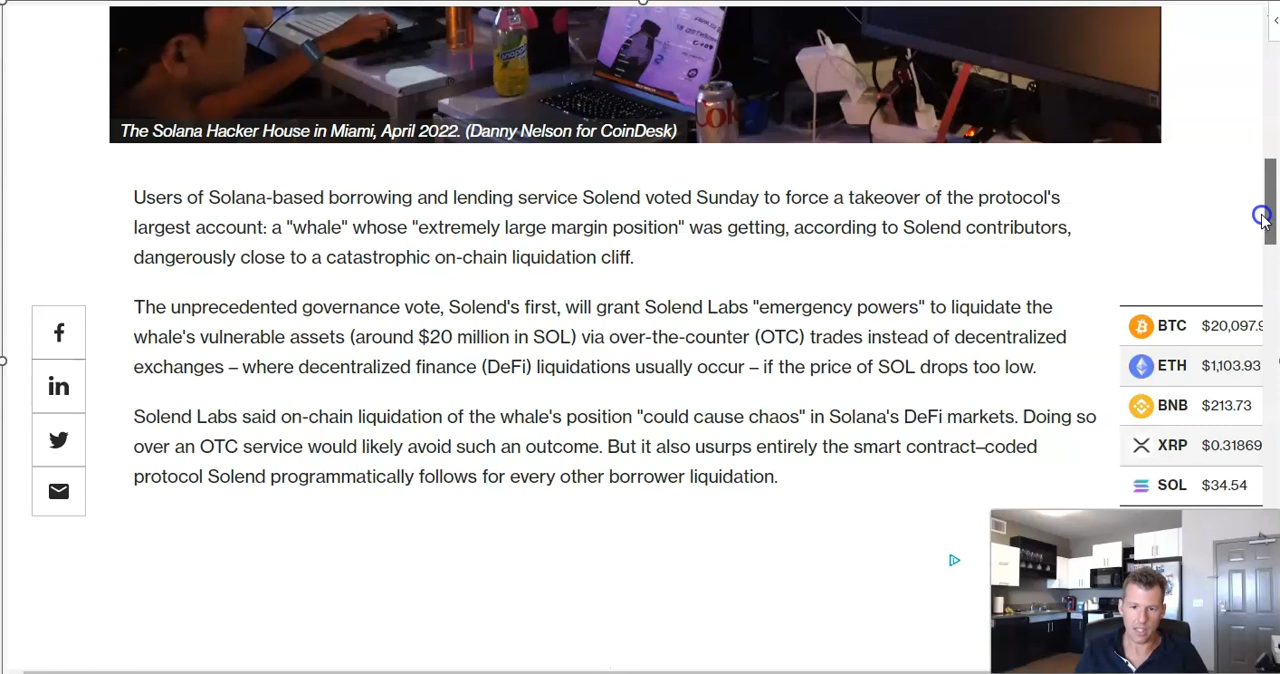 The Solana Hacker House in Miami, April 2022. (Danny Nelson for CoinDesk)
Users of Solana-based borrowing and lending service Solend voted Sunday to force a takeover of the protocol's
largest account: a "whale" whose "extremely large margin position" was getting, according to Solend contributors,
dangerously close to a catastrophic on-chain liquidation cliff.
The unprecedented governance vote, Solend's first, will grant Solend Labs "emergency powers" to liquidate the
whale's vulnerable assets (around $20 million in SOL) via over-the-counter (OTC) trades instead of decentralized
exchanges – where decentralized finance (DeFi) liquidations usually occur – if the price of SOL drops too low.
Solend Labs said on-chain liquidation of the whale's position "could cause chaos" in Solana's DeFi markets. Doing so
over an OTC service would likely avoid such an outcome. But it also usurps entirely the smart contract–coded
protocol Solend programmatically follows for every other borrower liquidation.
BTC $20,097.9
ETH $1,103.93
BNB $213.73
XRP $0.31869
SOL $34.54